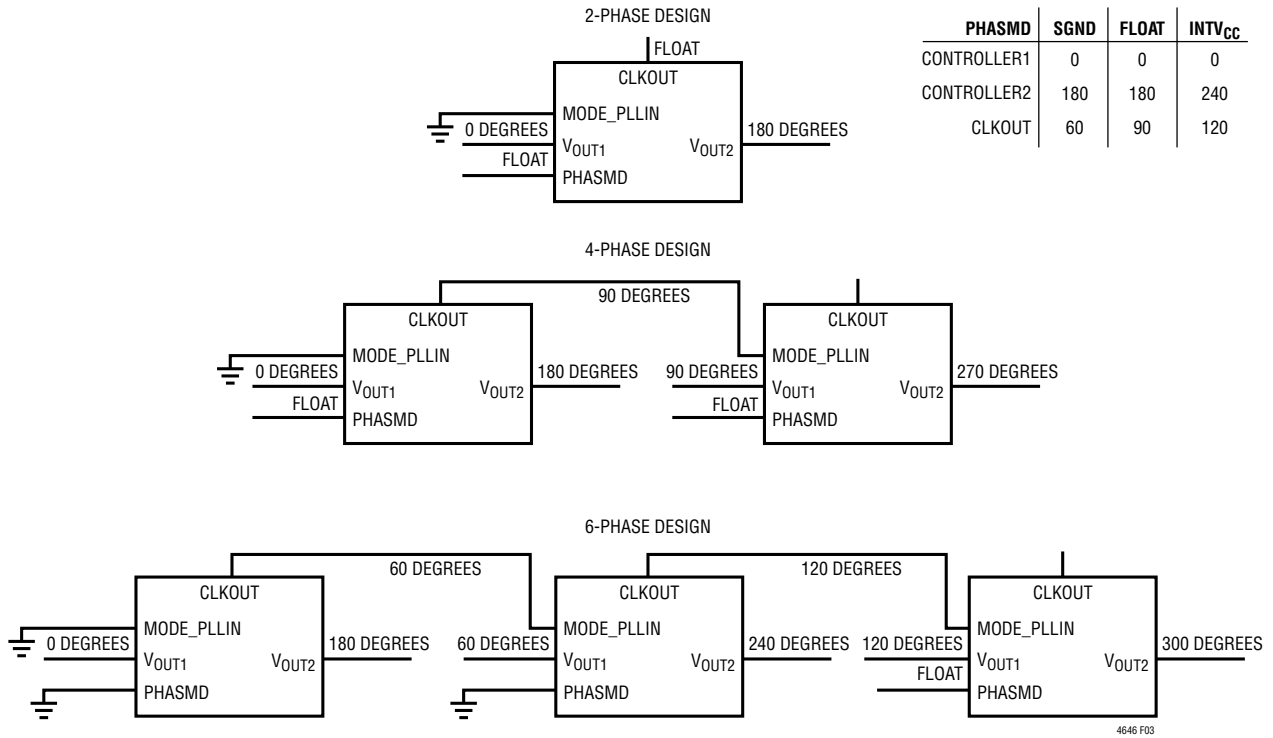 2-PHASE DESIGN
FLOAT
CLKOUT
MODE_PLLIN
0 DEGREES
VOUT1
VOUT2
180 DEGREES
FLOAT
PHASMD
PHASMD SGND FLOAT INTVCC
CONTROLLER1 0 0 0
CONTROLLER2 180 180 240
CLKOUT 60 90 120
4-PHASE DESIGN
90 DEGREES
CLKOUT
MODE_PLLIN
0 DEGREES
VOUT1
VOUT2
180 DEGREES
FLOAT
PHASMD
CLKOUT
MODE_PLLIN
90 DEGREES
VOUT1
VOUT2
270 DEGREES
FLOAT
PHASMD
6-PHASE DESIGN
60 DEGREES
120 DEGREES
CLKOUT
MODE_PLLIN
0 DEGREES
VOUT1
VOUT2
180 DEGREES
PHASMD
CLKOUT
MODE_PLLIN
60 DEGREES
VOUT1
VOUT2
240 DEGREES
PHASMD
CLKOUT
MODE_PLLIN
120 DEGREES
VOUT1
VOUT2
300 DEGREES
FLOAT
PHASMD
4646 F03